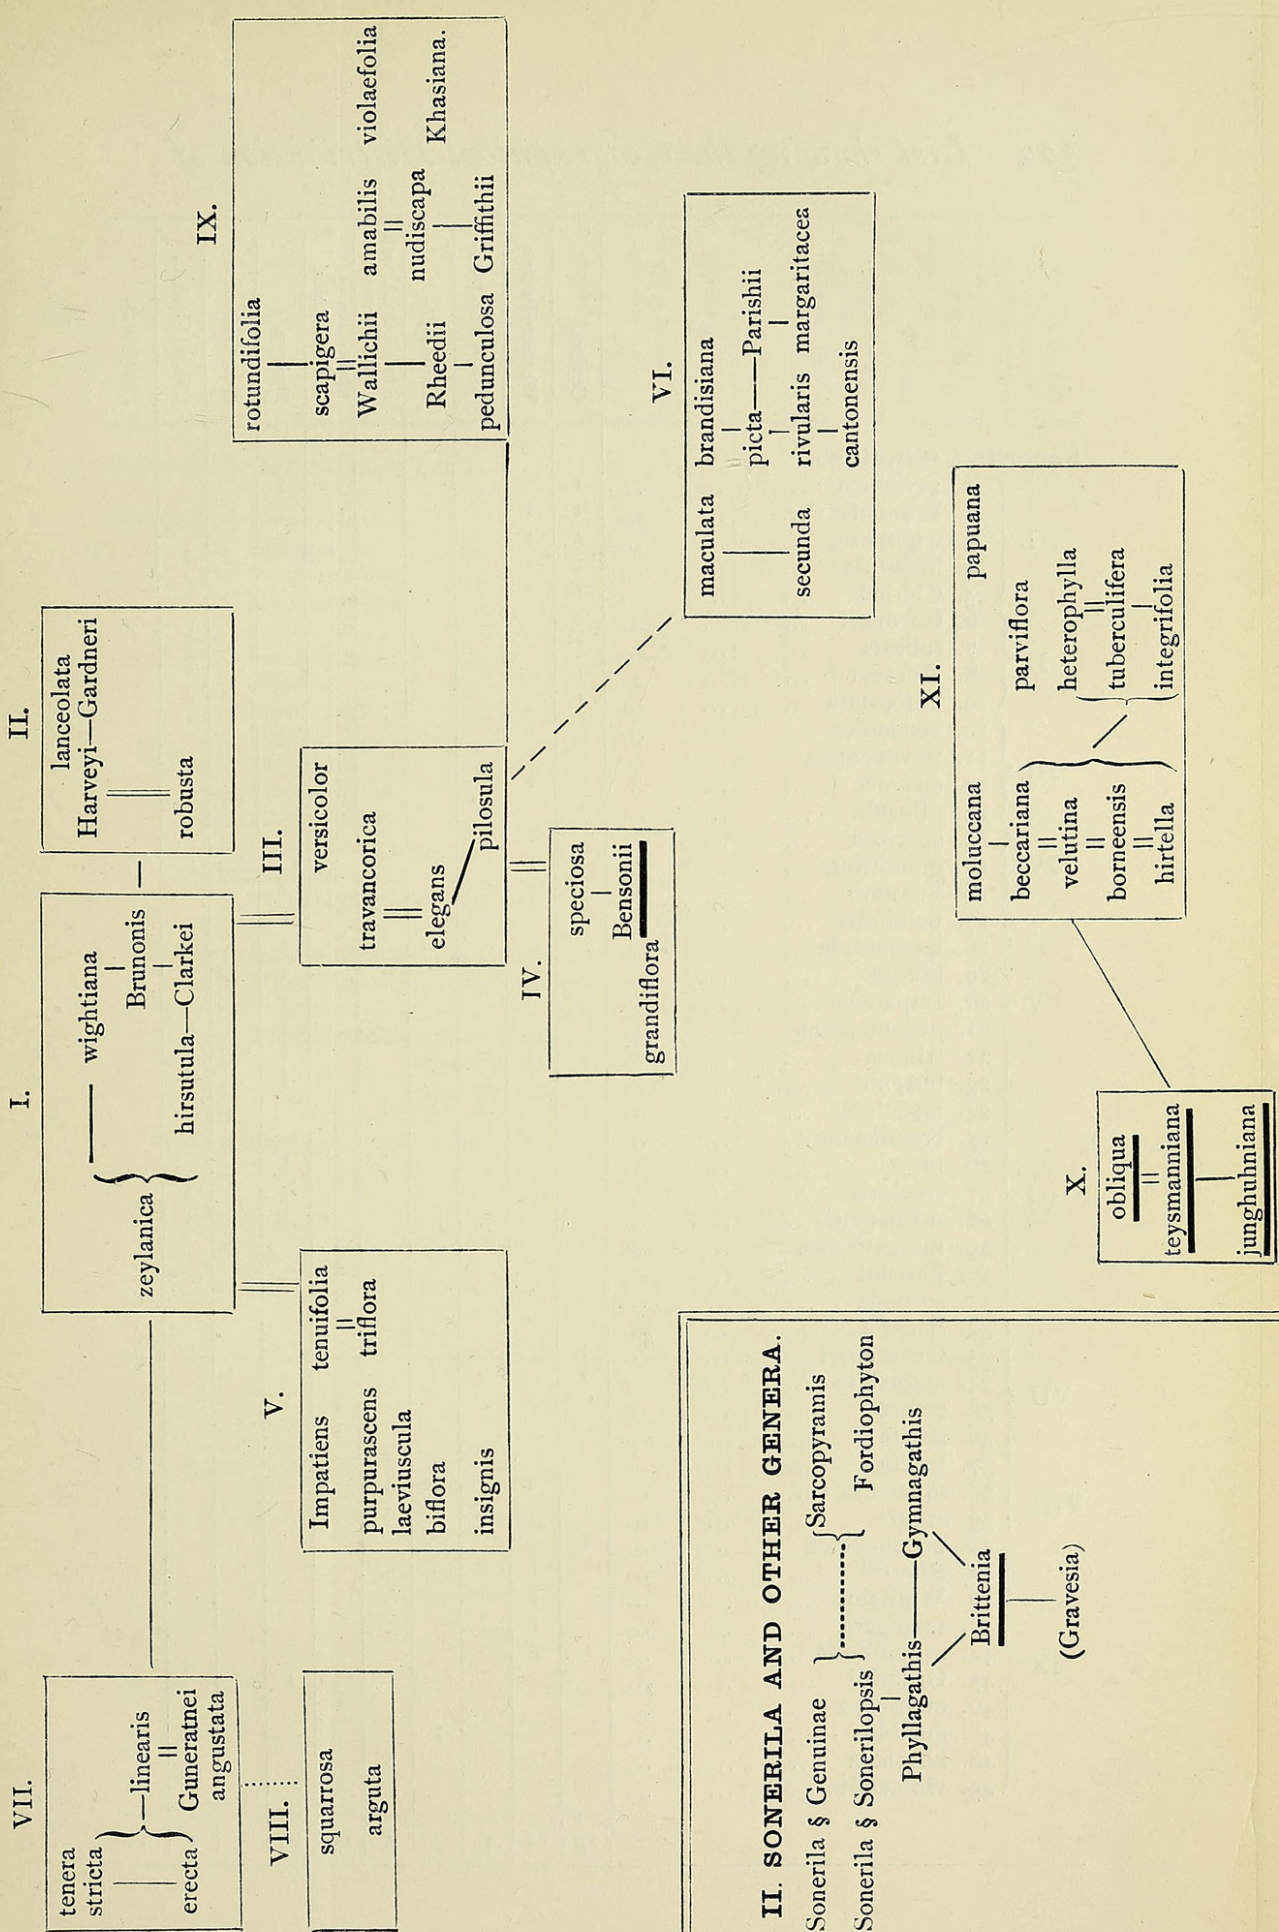 VII.
tenera
stricta
—linearis
erecta
Guneratnei
angustata
VIII.
squarrosa
arguta
I.
zeylanica
wightiana
Brunonis
hirsutula—Clarkei
II.
lanceolata
Harveyi—Gardneri
robusta
V.
Impatiens tenuifolia
purpurascens triflora
laeviuscula
biflora
insignis
III.
versicolor
travancorica
elegans
pilosula
IX.
rotundifolia
scapigera
Wallichii amabilis violaefolia
nudiscapa
Rheedii Khasiana.
pedunculosa Griffithii
IV.
speciosa
Bensonii
grandiflora
VI.
maculata brandisiana
picta—Parishii
secunda rivularis margaritacea
cantonensis
X.
obliqua
teysmanniana
junghuhniana
XI.
moluccana papuana
beccariana parviflora
velutina heterophylla
borneensis tuberculifera
hirtella integrifolia
II. SONERILA AND OTHER GENERA.
Sonerila § Genuinae Sarcopyramis
Sonerila § Sonerilopsis Fordiophyton
Phyllagathis—Gymnagathis
Brittenia
(Gravesia)